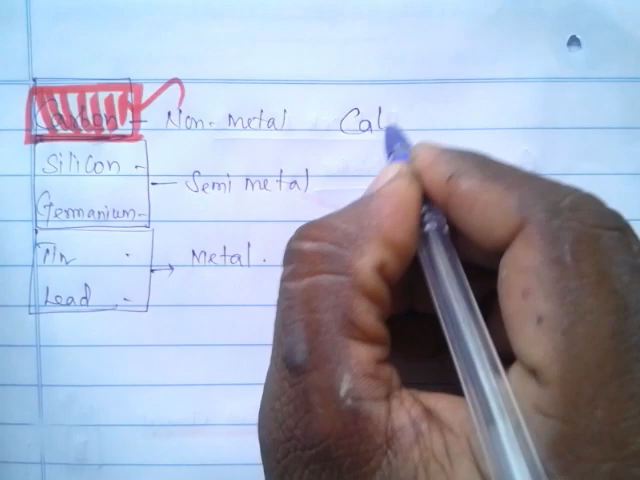 Carbon - Non-metal Cal
Silicon -
Semi metal
Germanium-
Tin -
Metal.
Lead -